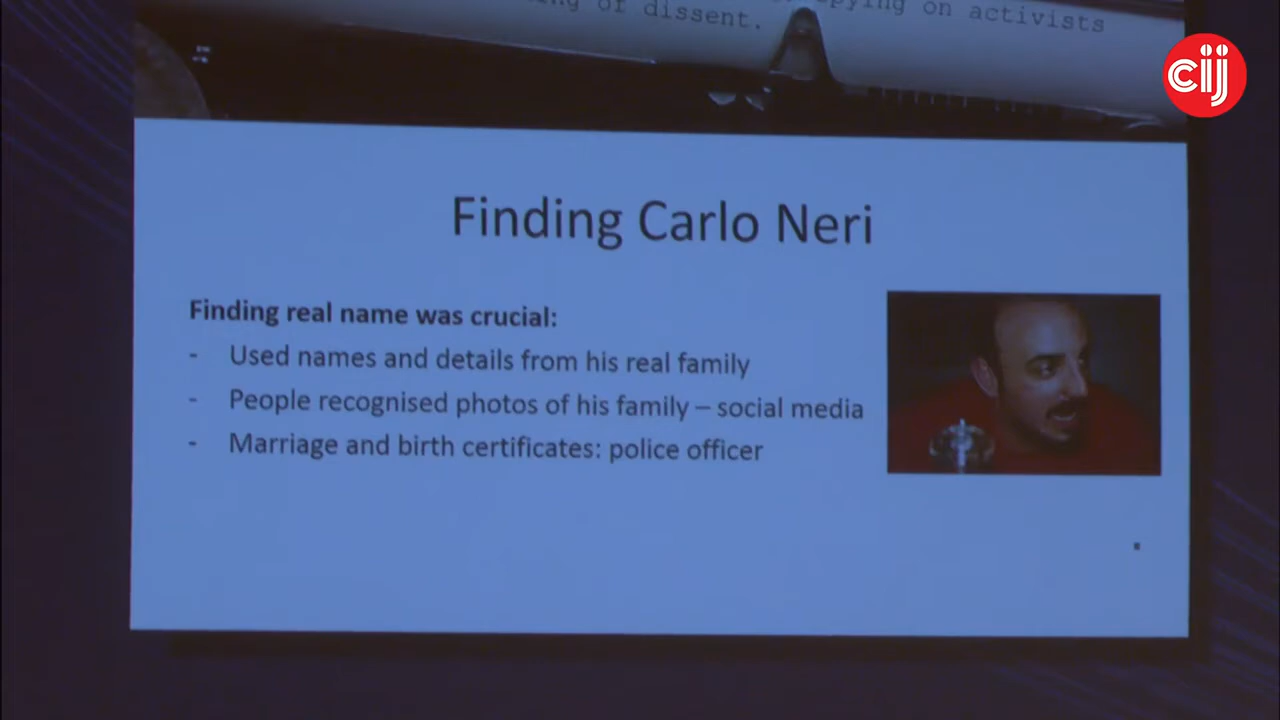 of dissent.
on activists
cij
Finding Carlo Neri
Finding real name was crucial:
- Used names and details from his real family
- People recognised photos of his family – social media
- Marriage and birth certificates: police officer